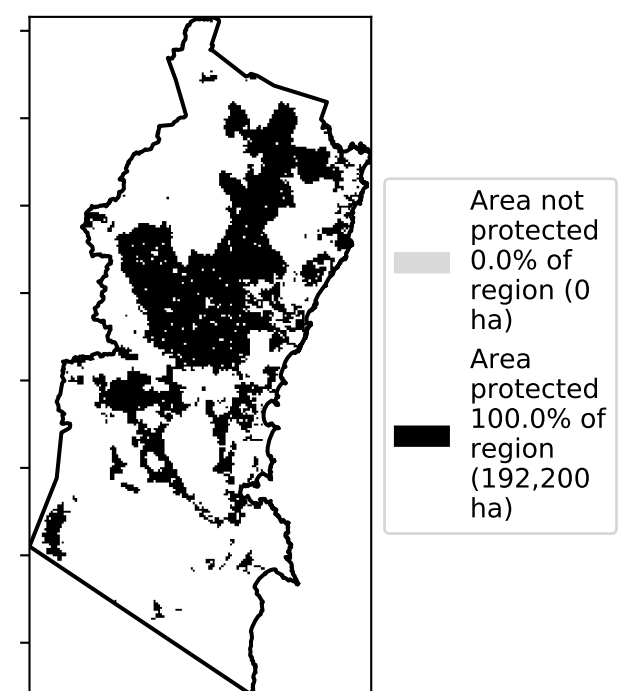 Area not
protected
0.0% of
region (0
ha)
Area
protected
100.0% of
region
(192,200
ha)